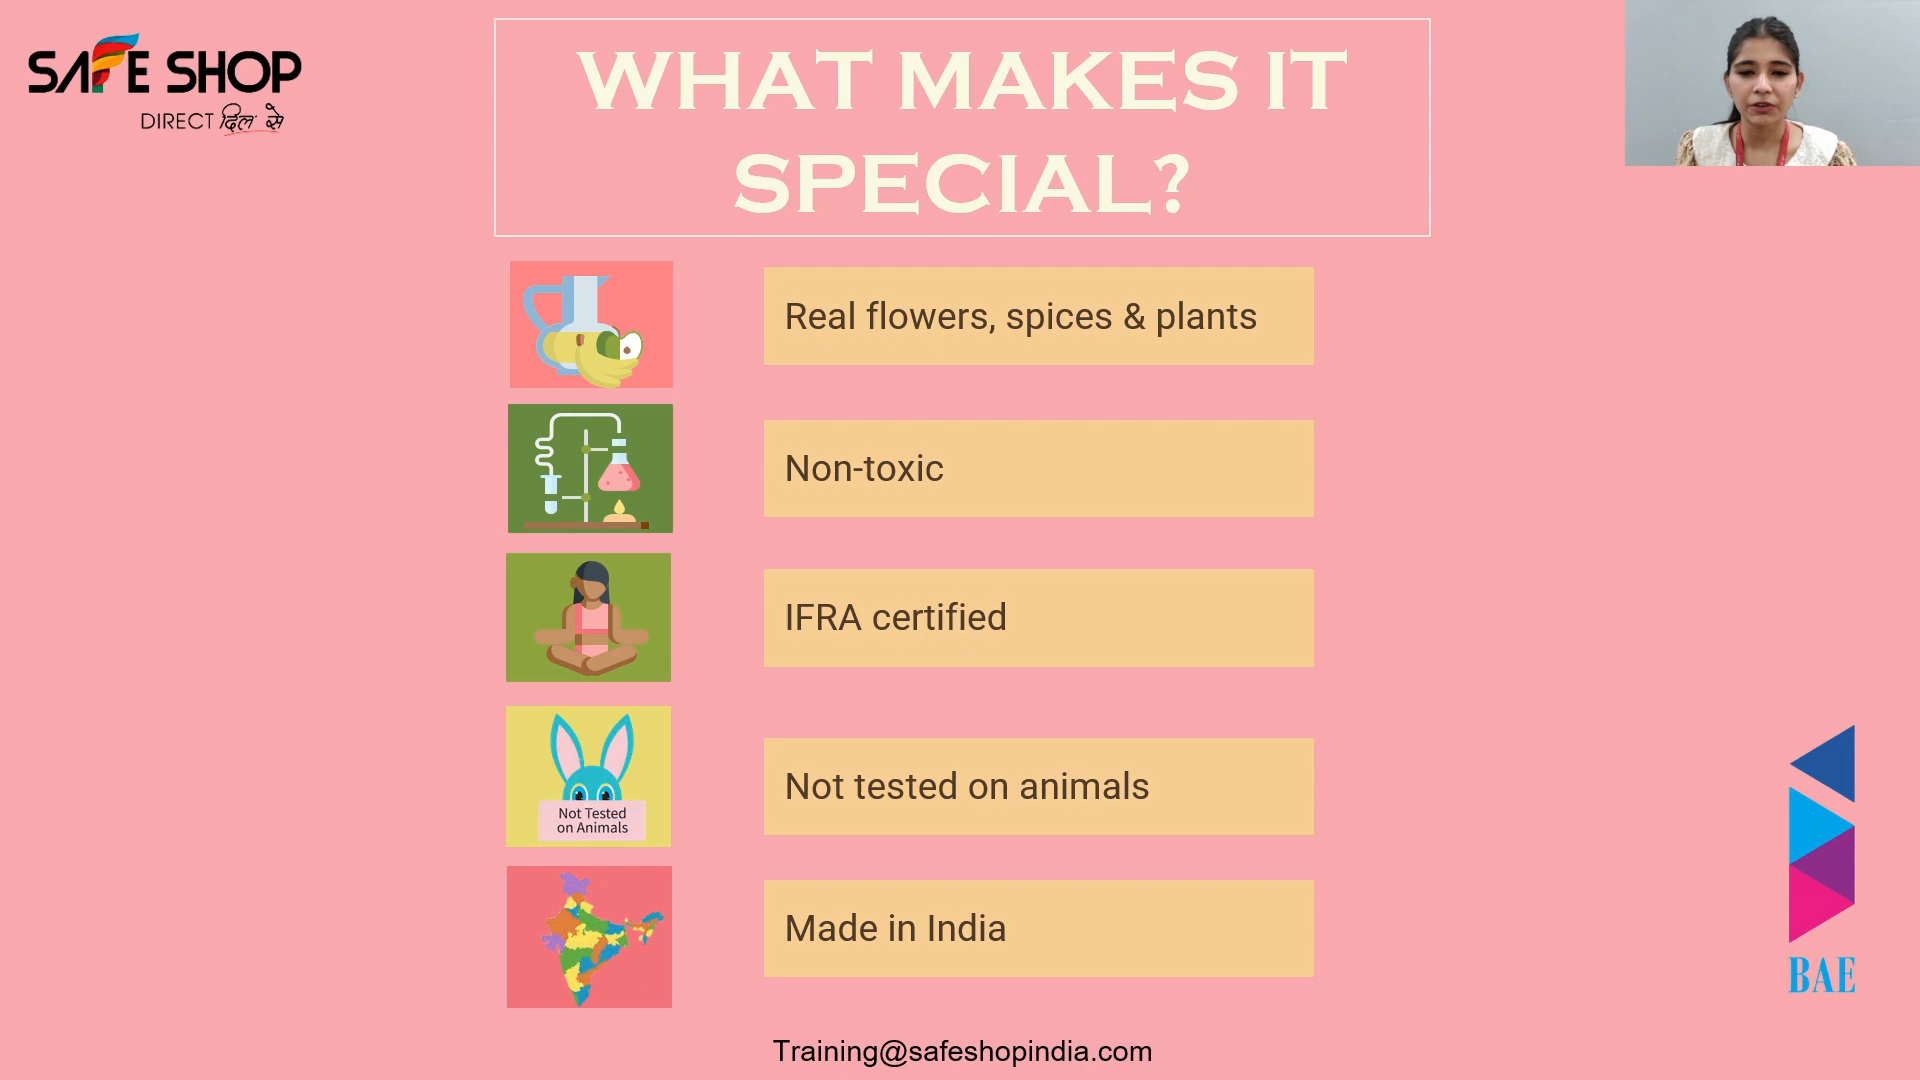 SAFE SHOP
DIRECT दिल से
WHAT MAKES IT
SPECIAL?
Real flowers, spices & plants
Non-toxic
IFRA certified
Not Tested
on Animals
Not tested on animals
Made in India
BAE
Training@safeshopindia.com